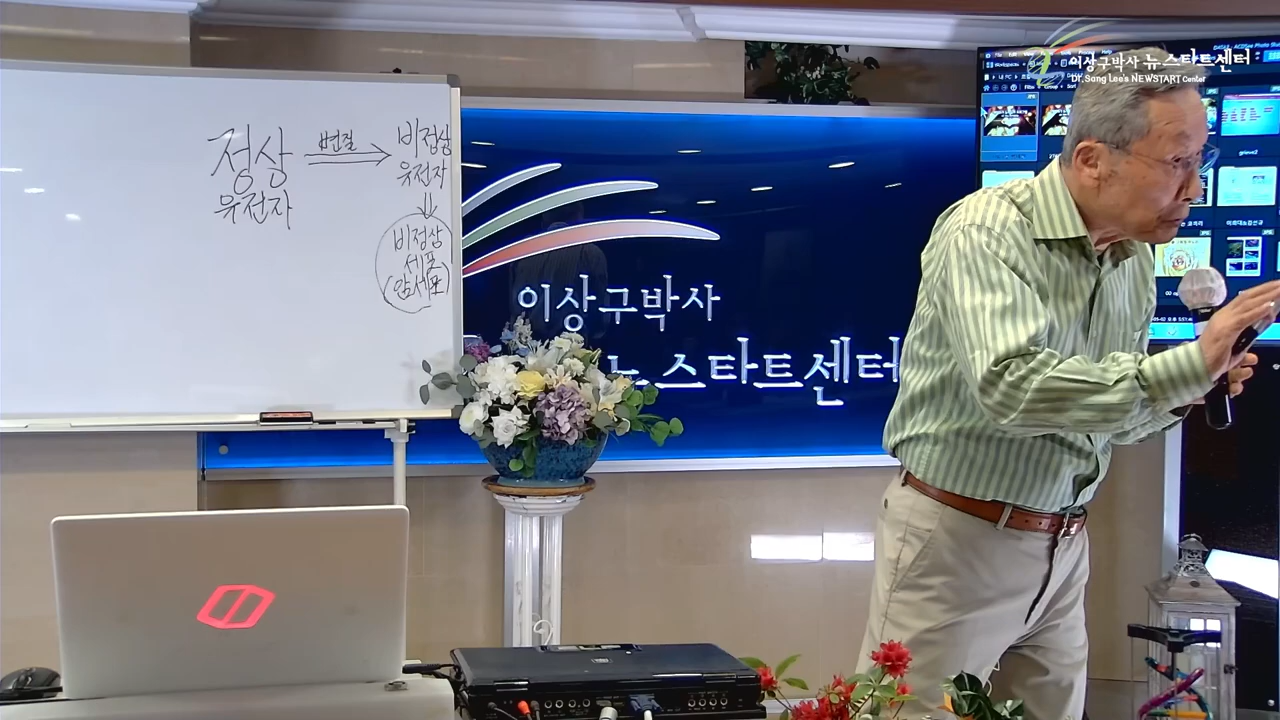 이상구박사 뉴스타트센터
Dr. Sang Lee's NEWSTART Center
정상
유전자
변질
비정상
유전자
비정상
세포
(암세포)
이상구박사
뉴스타트센터
grieve2